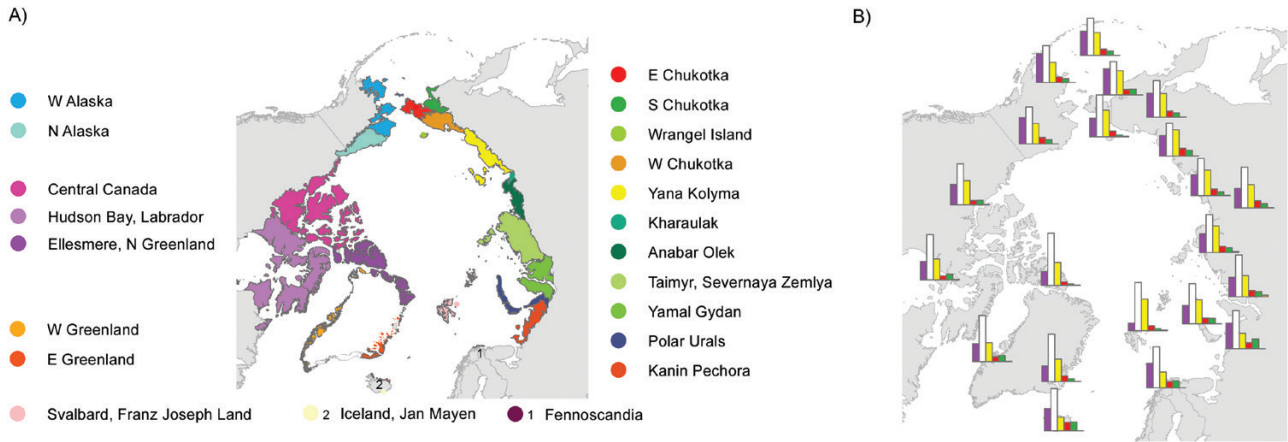 A)
B)
W Alaska
N Alaska
Central Canada
Hudson Bay, Labrador
Ellesmere, N Greenland
W Greenland
E Greenland
Svalbard, Franz Joseph Land
2 Iceland, Jan Mayen
1 Fennoscandia
E Chukotka
S Chukotka
Wrangel Island
W Chukotka
Yana Kolyma
Kharaulak
Anabar Olek
Taimyr, Severnaya Zemlya
Yamal Gydan
Polar Urals
Kanin Pechora
1
2